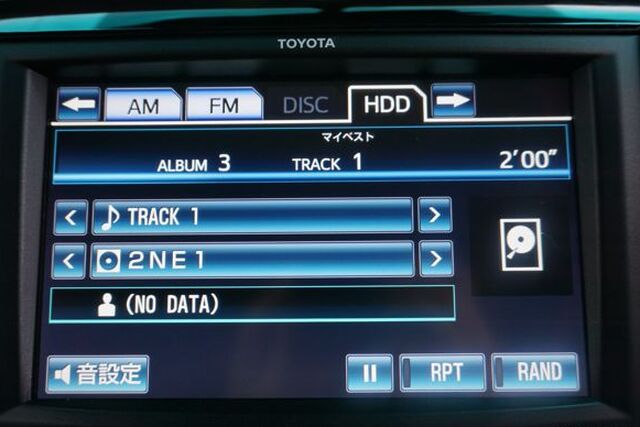 TOYOTA
AM FM DISC HDD
マイベスト
ALBUM 3 TRACK 1 2'00"
TRACK 1
2NE1
(NO DATA)
音設定 RPT RAND